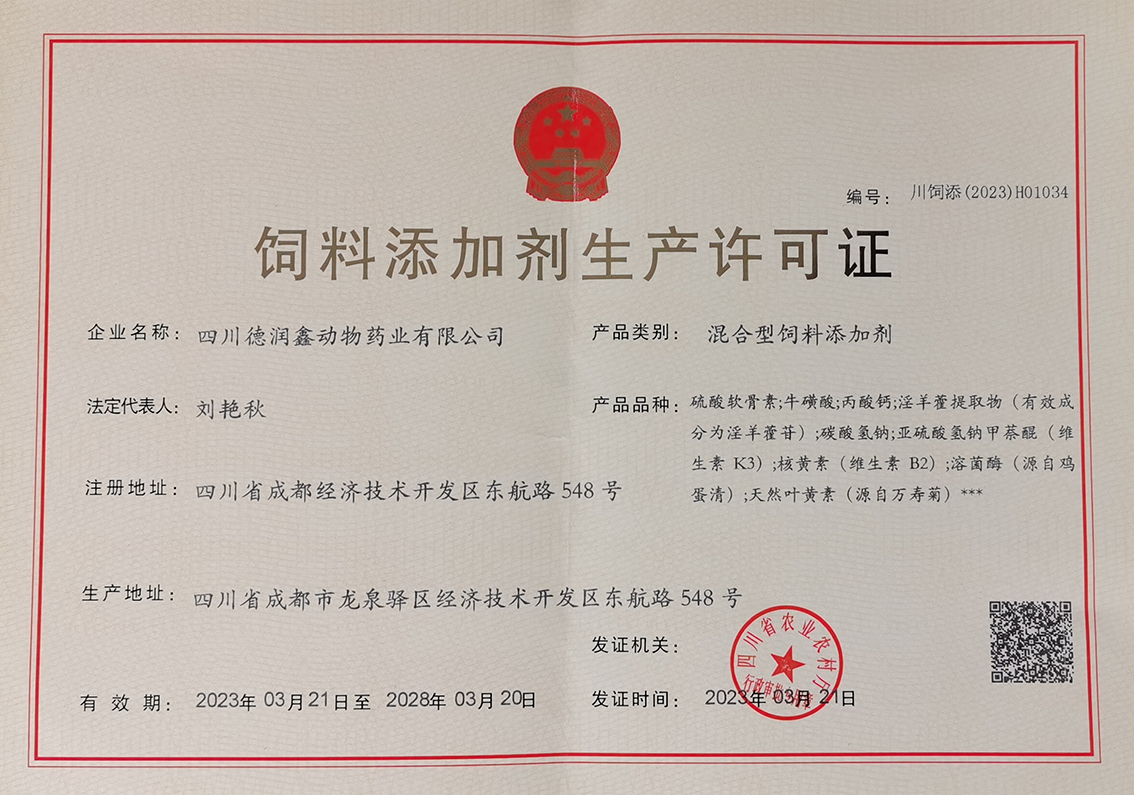 编号： 川饲添(2023)H01034
饲料添加剂生产许可证
企业名称： 四川德润鑫动物药业有限公司
产品类别： 混合型饲料添加剂
法定代表人： 刘艳秋
产品品种： 硫酸软骨素;牛磺酸;丙酸钙;淫羊藿提取物（有效成
分为淫羊藿苷）;碳酸氢钠;亚硫酸氢钠甲萘醌（维
生素 K3）;核黄素（维生素 B2）;溶菌酶（源自鸡
蛋清）;天然叶黄素（源自万寿菊）***
注册地址： 四川省成都经济技术开发区东航路 548 号
生产地址： 四川省成都市龙泉驿区经济技术开发区东航路 548 号
发证机关：
四川省农业农村厅
行政审批专用章
有效期： 2023年 03月21日至 2028年 03月 20日
发证时间： 2023年 03月 21日